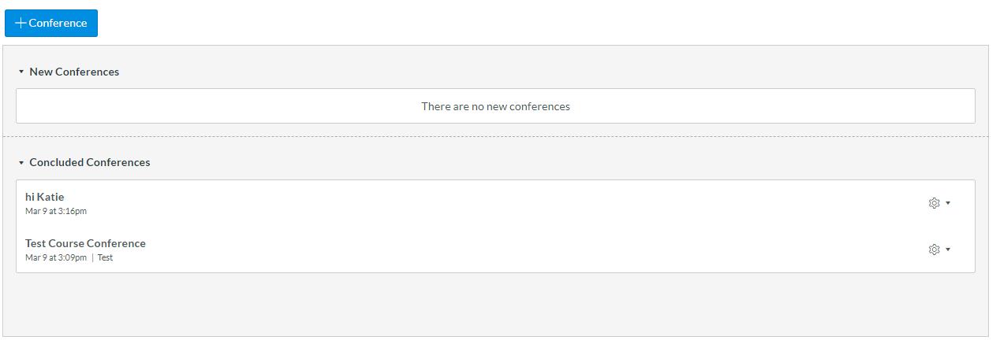 + Conference
New Conferences
There are no new conferences
Concluded Conferences
hi Katie
Mar 9 at 3:16pm
Test Course Conference
Mar 9 at 3:09pm | Test